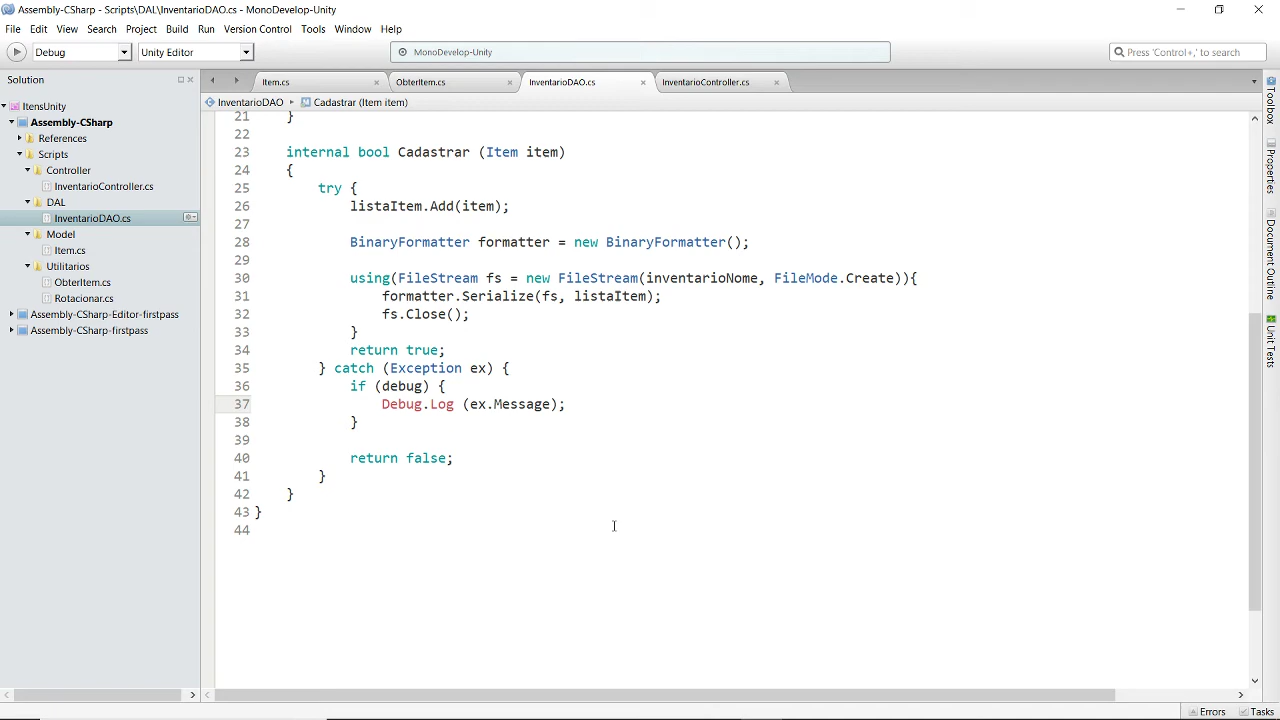 Assembly-CSharp - Scripts\DAL\InventarioDAO.cs - MonoDevelop-Unity
File Edit View Search Project Build Run Version Control Tools Window Help
Debug Unity Editor MonoDevelop-Unity Press 'Control+,' to search
Solution
Item.cs ObterItem.cs InventarioDAO.cs InventarioController.cs
InventarioDAO Cadastrar (Item item)
ItensUnity
Assembly-CSharp
References
Scripts
Controller
InventarioController.cs
DAL
InventarioDAO.cs
Model
Item.cs
Utilitarios
ObterItem.cs
Rotacionar.cs
Assembly-CSharp-Editor-firstpass
Assembly-CSharp-firstpass
21 }
22
23 internal bool Cadastrar (Item item)
24 {
25 try {
26 listaItem.Add(item);
27
28 BinaryFormatter formatter = new BinaryFormatter();
29
30 using(FileStream fs = new FileStream(inventarioNome, FileMode.Create)){
31 formatter.Serialize(fs, listaItem);
32 fs.Close();
33 }
34 return true;
35 } catch (Exception ex) {
36 if (debug) {
37 Debug.Log (ex.Message);
38 }
39
40 return false;
41 }
42 }
43 }
44
Toolbox
Properties
Document Outline
Unit Tests
Errors Tasks